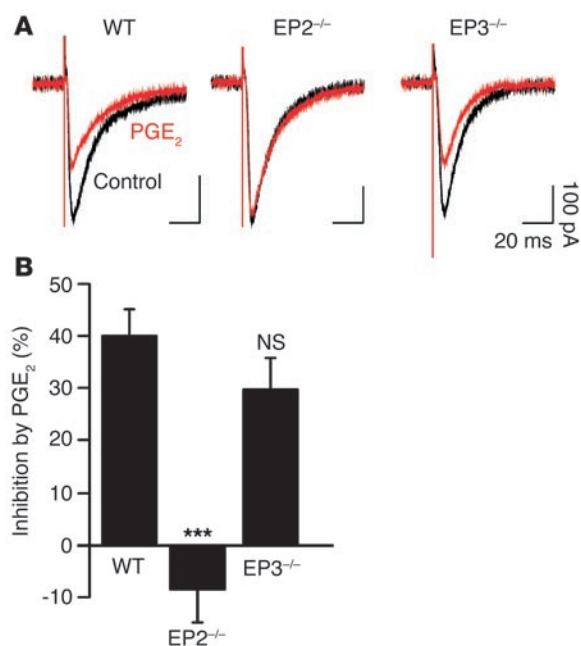 A
WT
EP2–/–
EP3–/–
PGE2
Control
100 pA
20 ms
B
Inhibition by PGE2 (%)
50
40
30
20
10
0
-10
WT
***
EP2–/–
NS
EP3–/–